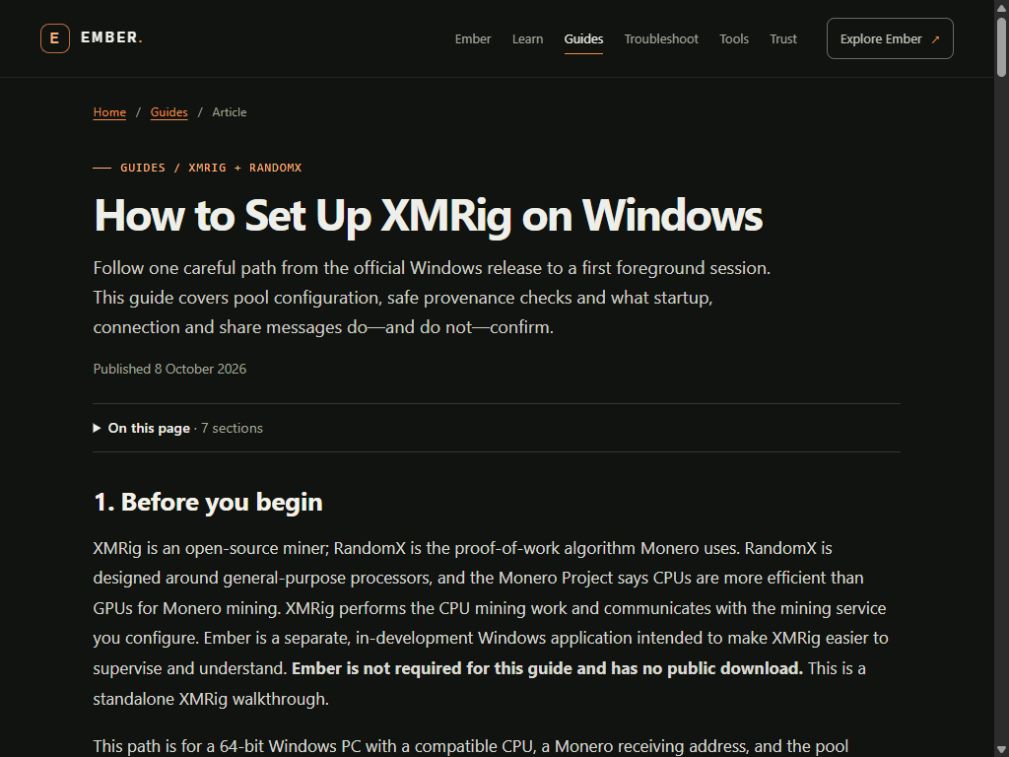 E EMBER.
Ember Learn Guides Troubleshoot Tools Trust Explore Ember ↗
Home / Guides / Article
GUIDES / XMRIG + RANDOMX
How to Set Up XMRig on Windows
Follow one careful path from the official Windows release to a first foreground session.
This guide covers pool configuration, safe provenance checks and what startup,
connection and share messages do—and do not—confirm.
Published 8 October 2026
On this page · 7 sections
1. Before you begin
XMRig is an open-source miner; RandomX is the proof-of-work algorithm Monero uses. RandomX is
designed around general-purpose processors, and the Monero Project says CPUs are more efficient than
GPUs for Monero mining. XMRig performs the CPU mining work and communicates with the mining service
you configure. Ember is a separate, in-development Windows application intended to make XMRig easier to
supervise and understand. Ember is not required for this guide and has no public download. This is a
standalone XMRig walkthrough.
This path is for a 64-bit Windows PC with a compatible CPU, a Monero receiving address, and the pool